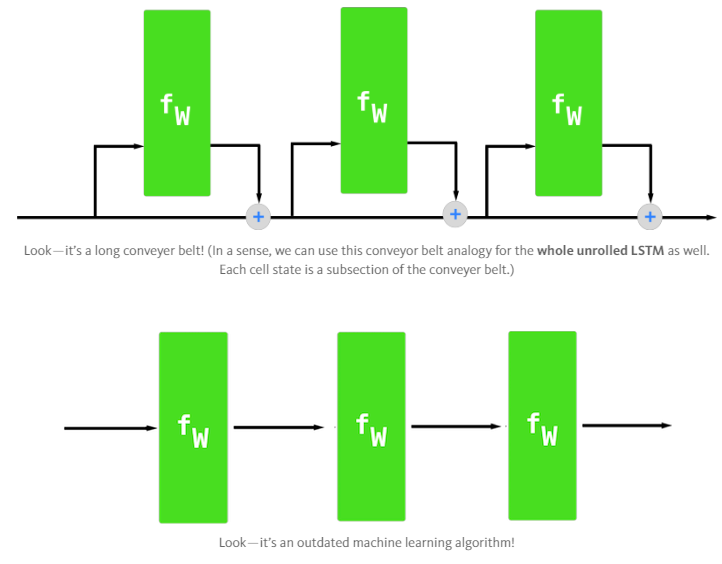 fW fW fW
+ + +
Look—it's a long conveyer belt! (In a sense, we can use this conveyor belt analogy for the whole unrolled LSTM as well.
Each cell state is a subsection of the conveyer belt.)
fW fW fW
Look—it's an outdated machine learning algorithm!